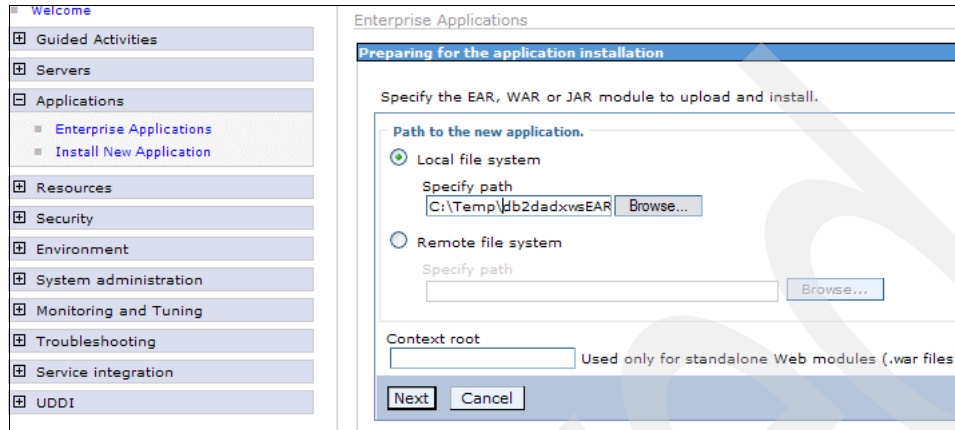 Welcome
Guided Activities
Servers
Applications
Enterprise Applications
Install New Application
Resources
Security
Environment
System administration
Monitoring and Tuning
Troubleshooting
Service integration
UDDI
Enterprise Applications
Preparing for the application installation
Specify the EAR, WAR or JAR module to upload and install.
Path to the new application.
Local file system
Specify path
C:\Temp\db2dadxwsEAR Browse...
Remote file system
Specify path
Browse...
Context root
Used only for standalone Web modules (.war files
Next Cancel